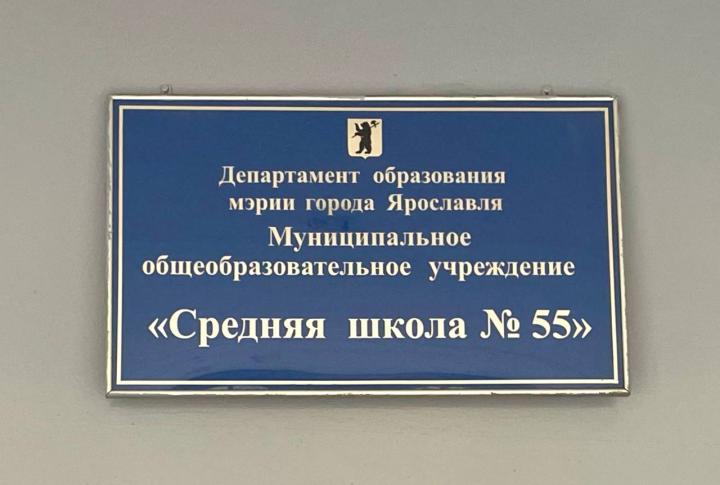 Департамент образования
мэрии города Ярославля
Муниципальное
общеобразовательное учреждение
«Средняя школа № 55»